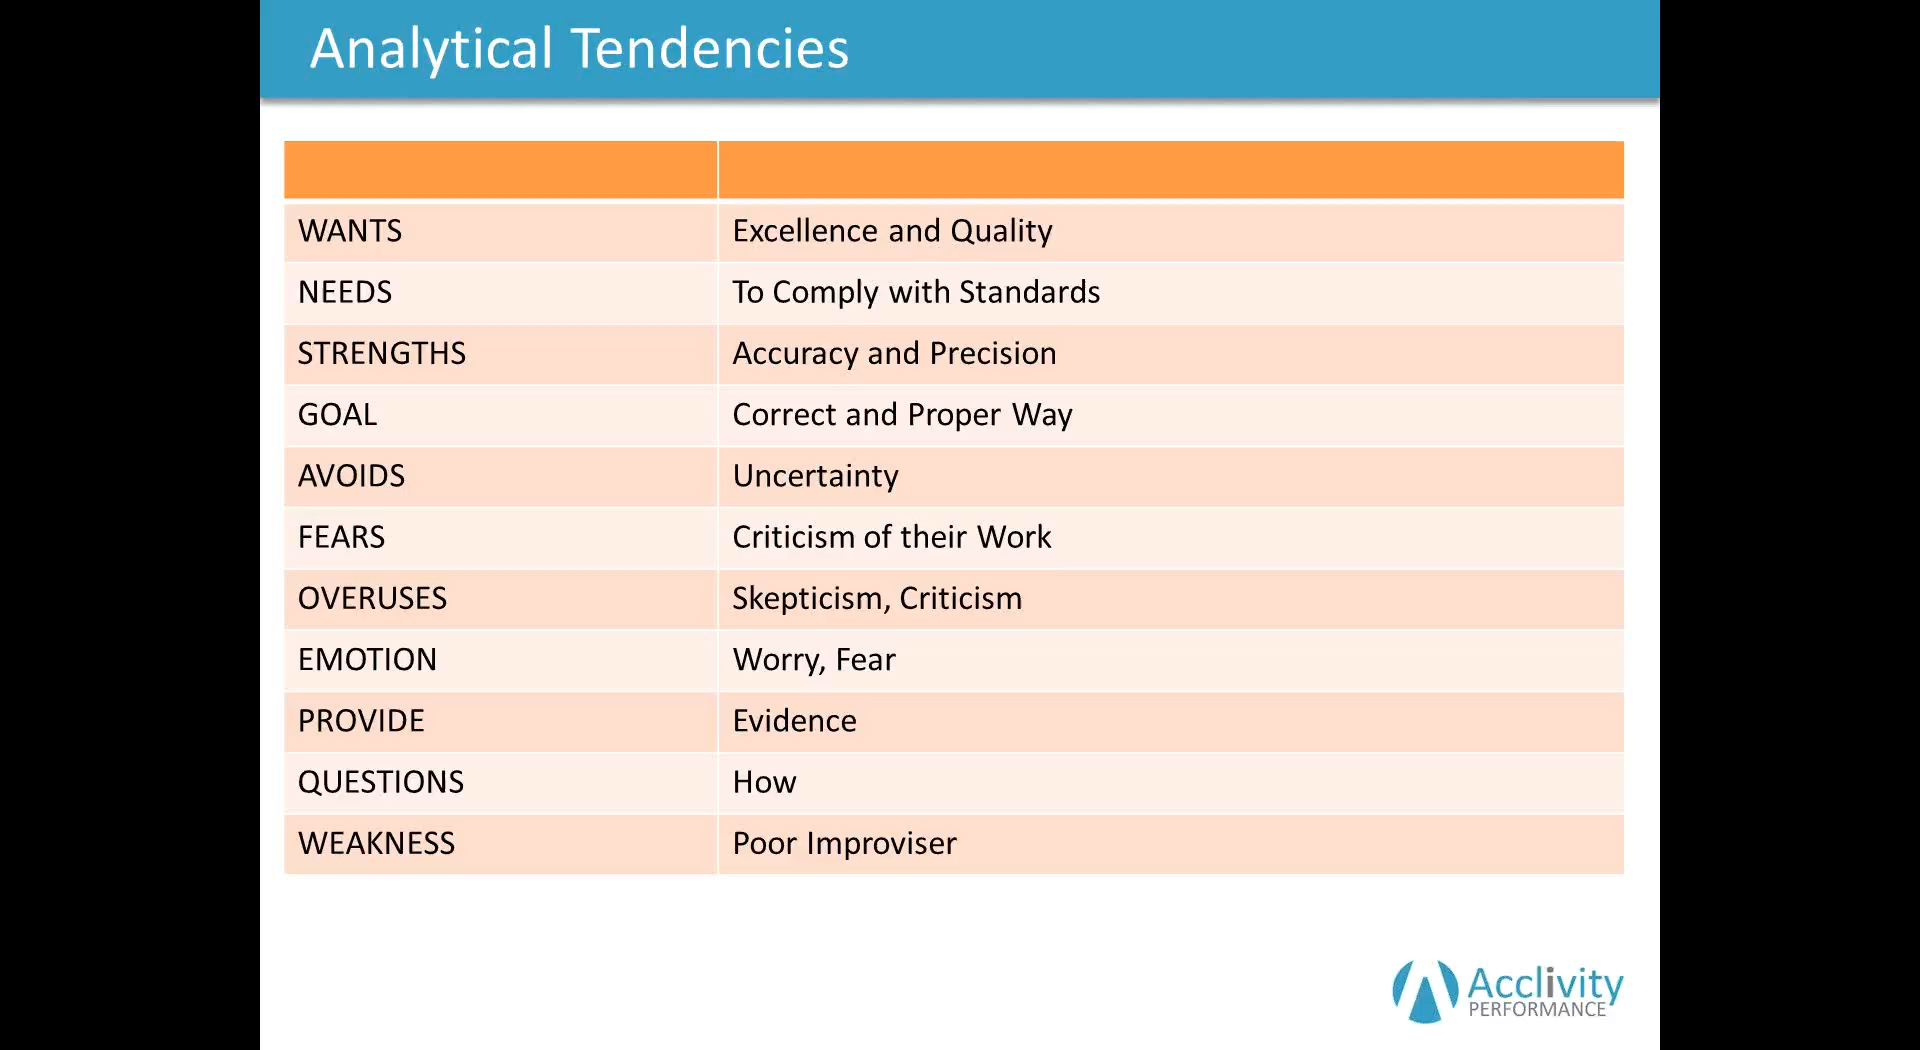 Analytical Tendencies
WANTS Excellence and Quality
NEEDS To Comply with Standards
STRENGTHS Accuracy and Precision
GOAL Correct and Proper Way
AVOIDS Uncertainty
FEARS Criticism of their Work
OVERUSES Skepticism, Criticism
EMOTION Worry, Fear
PROVIDE Evidence
QUESTIONS How
WEAKNESS Poor Improviser
Acclivity
PERFORMANCE